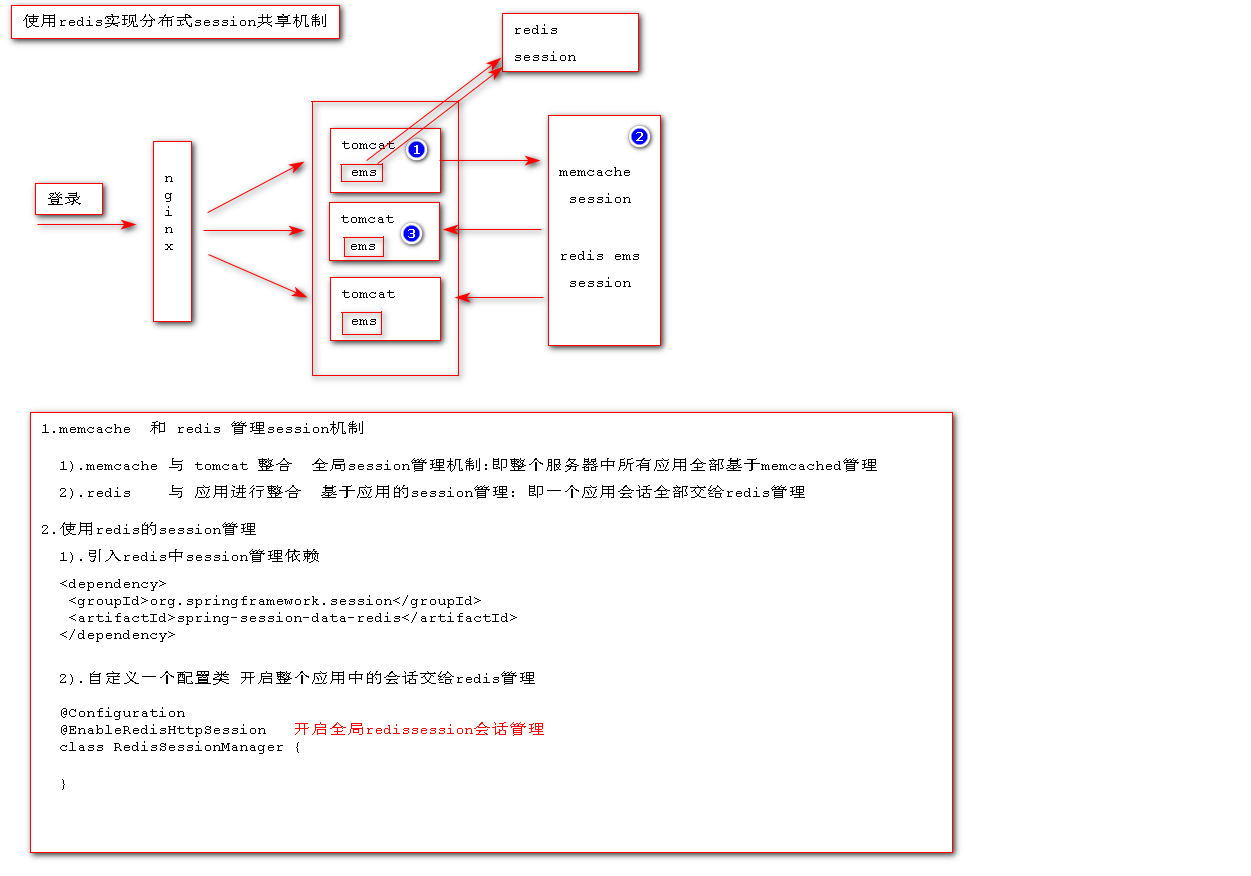 使用redis实现分布式session共享机制
redis
session
登录
n
g
i
n
x
tomcat
1
ems
tomcat
3
ems
tomcat
ems
2
memcache
session
redis ems
session
1.memcache 和 redis 管理session机制
1).memcache 与 tomcat 整合 全局session管理机制:即整个服务器中所有应用全部基于memcached管理
2).redis 与 应用进行整合 基于应用的session管理: 即一个应用会话全部交给redis管理
2.使用redis的session管理
1).引入redis中session管理依赖
<dependency>
<groupId>org.springframework.session</groupId>
<artifactId>spring-session-data-redis</artifactId>
</dependency>
2).自定义一个配置类 开启整个应用中的会话交给redis管理
@Configuration
@EnableRedisHttpSession 开启全局redissession会话管理
class RedisSessionManager {
}